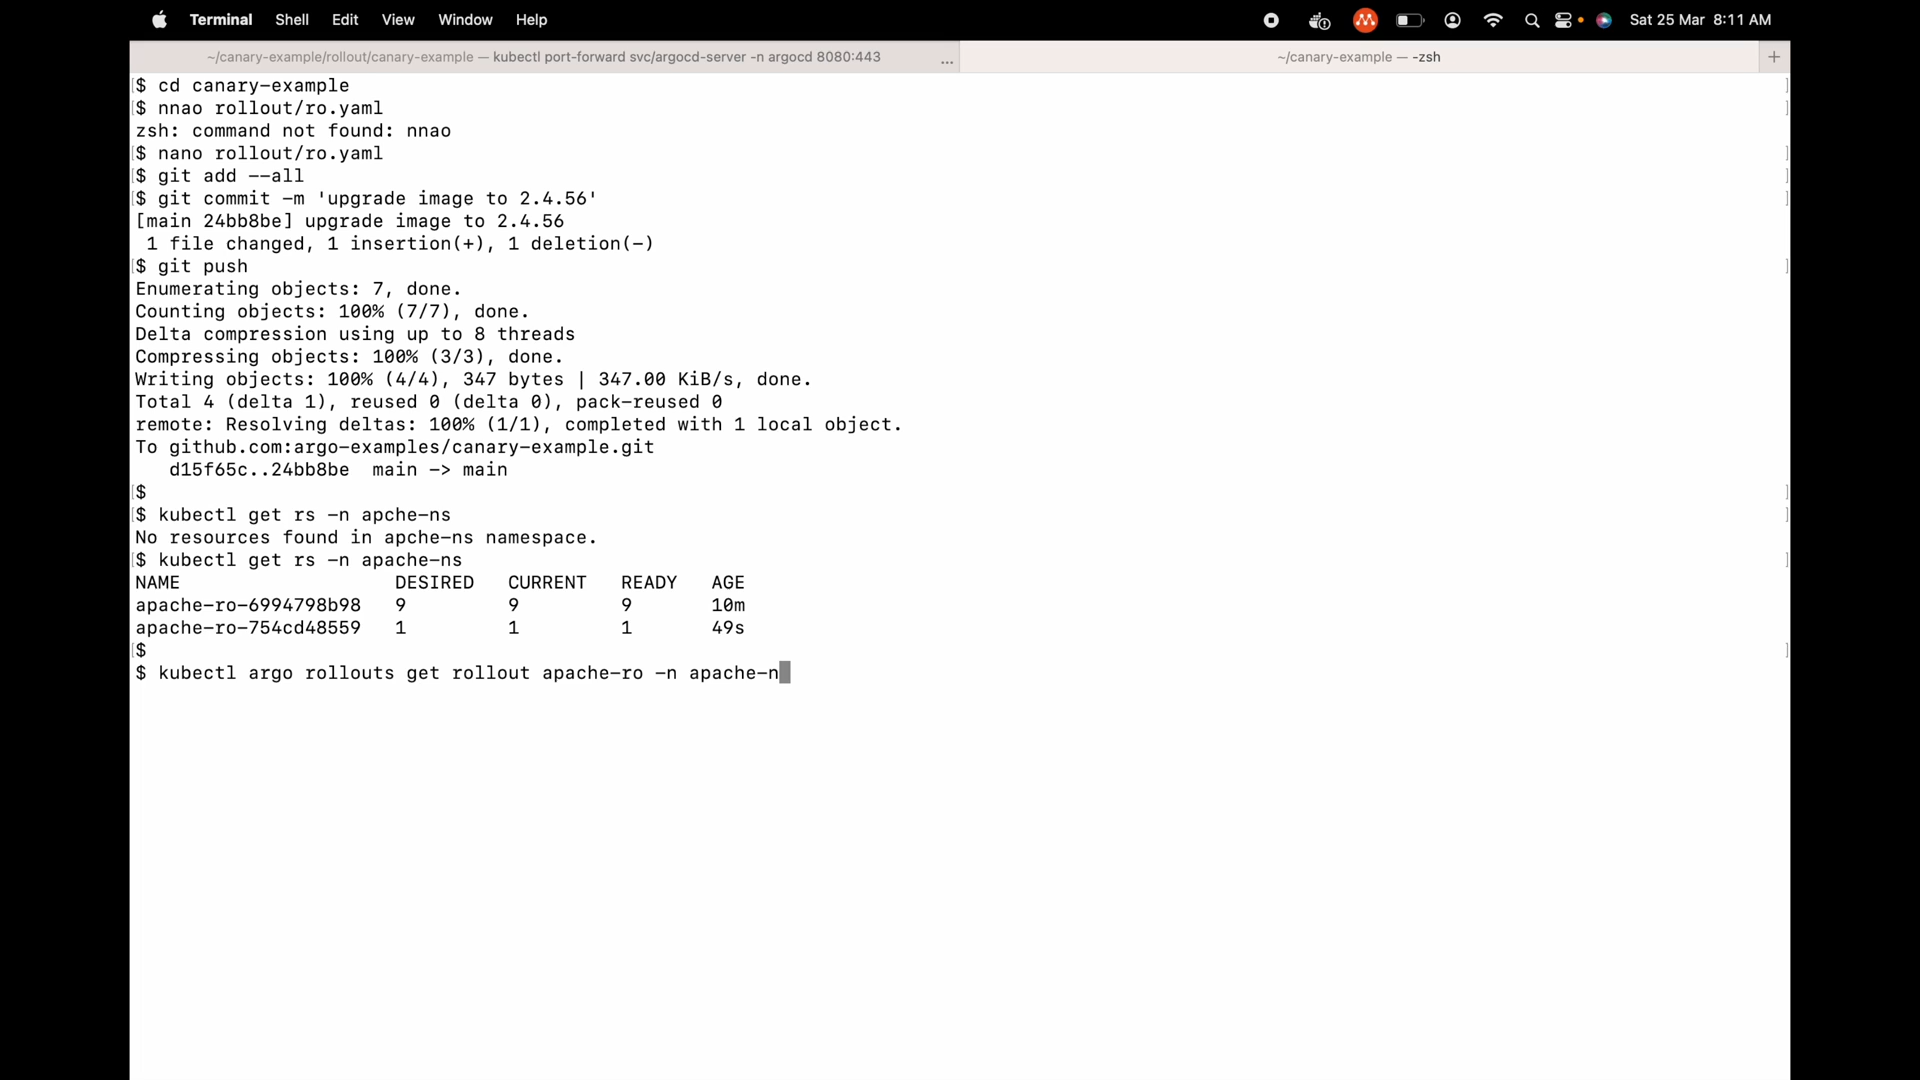 Terminal Shell Edit View Window Help Sat 25 Mar 8:11 AM
~/canary-example/rollout/canary-example — kubectl port-forward svc/argocd-server -n argocd 8080:443 ... ~/canary-example — -zsh +
$ cd canary-example
$ nnao rollout/ro.yaml
zsh: command not found: nnao
$ nano rollout/ro.yaml
$ git add --all
$ git commit -m 'upgrade image to 2.4.56'
[main 24bb8be] upgrade image to 2.4.56
 1 file changed, 1 insertion(+), 1 deletion(-)
$ git push
Enumerating objects: 7, done.
Counting objects: 100% (7/7), done.
Delta compression using up to 8 threads
Compressing objects: 100% (3/3), done.
Writing objects: 100% (4/4), 347 bytes | 347.00 KiB/s, done.
Total 4 (delta 1), reused 0 (delta 0), pack-reused 0
remote: Resolving deltas: 100% (1/1), completed with 1 local object.
To github.com:argo-examples/canary-example.git
   d15f65c..24bb8be  main -> main
$
$ kubectl get rs -n apche-ns
No resources found in apche-ns namespace.
$ kubectl get rs -n apache-ns
NAME                   DESIRED   CURRENT   READY   AGE
apache-ro-6994798b98   9         9         9       10m
apache-ro-754cd48559   1         1         1       49s
$
$ kubectl argo rollouts get rollout apache-ro -n apache-n